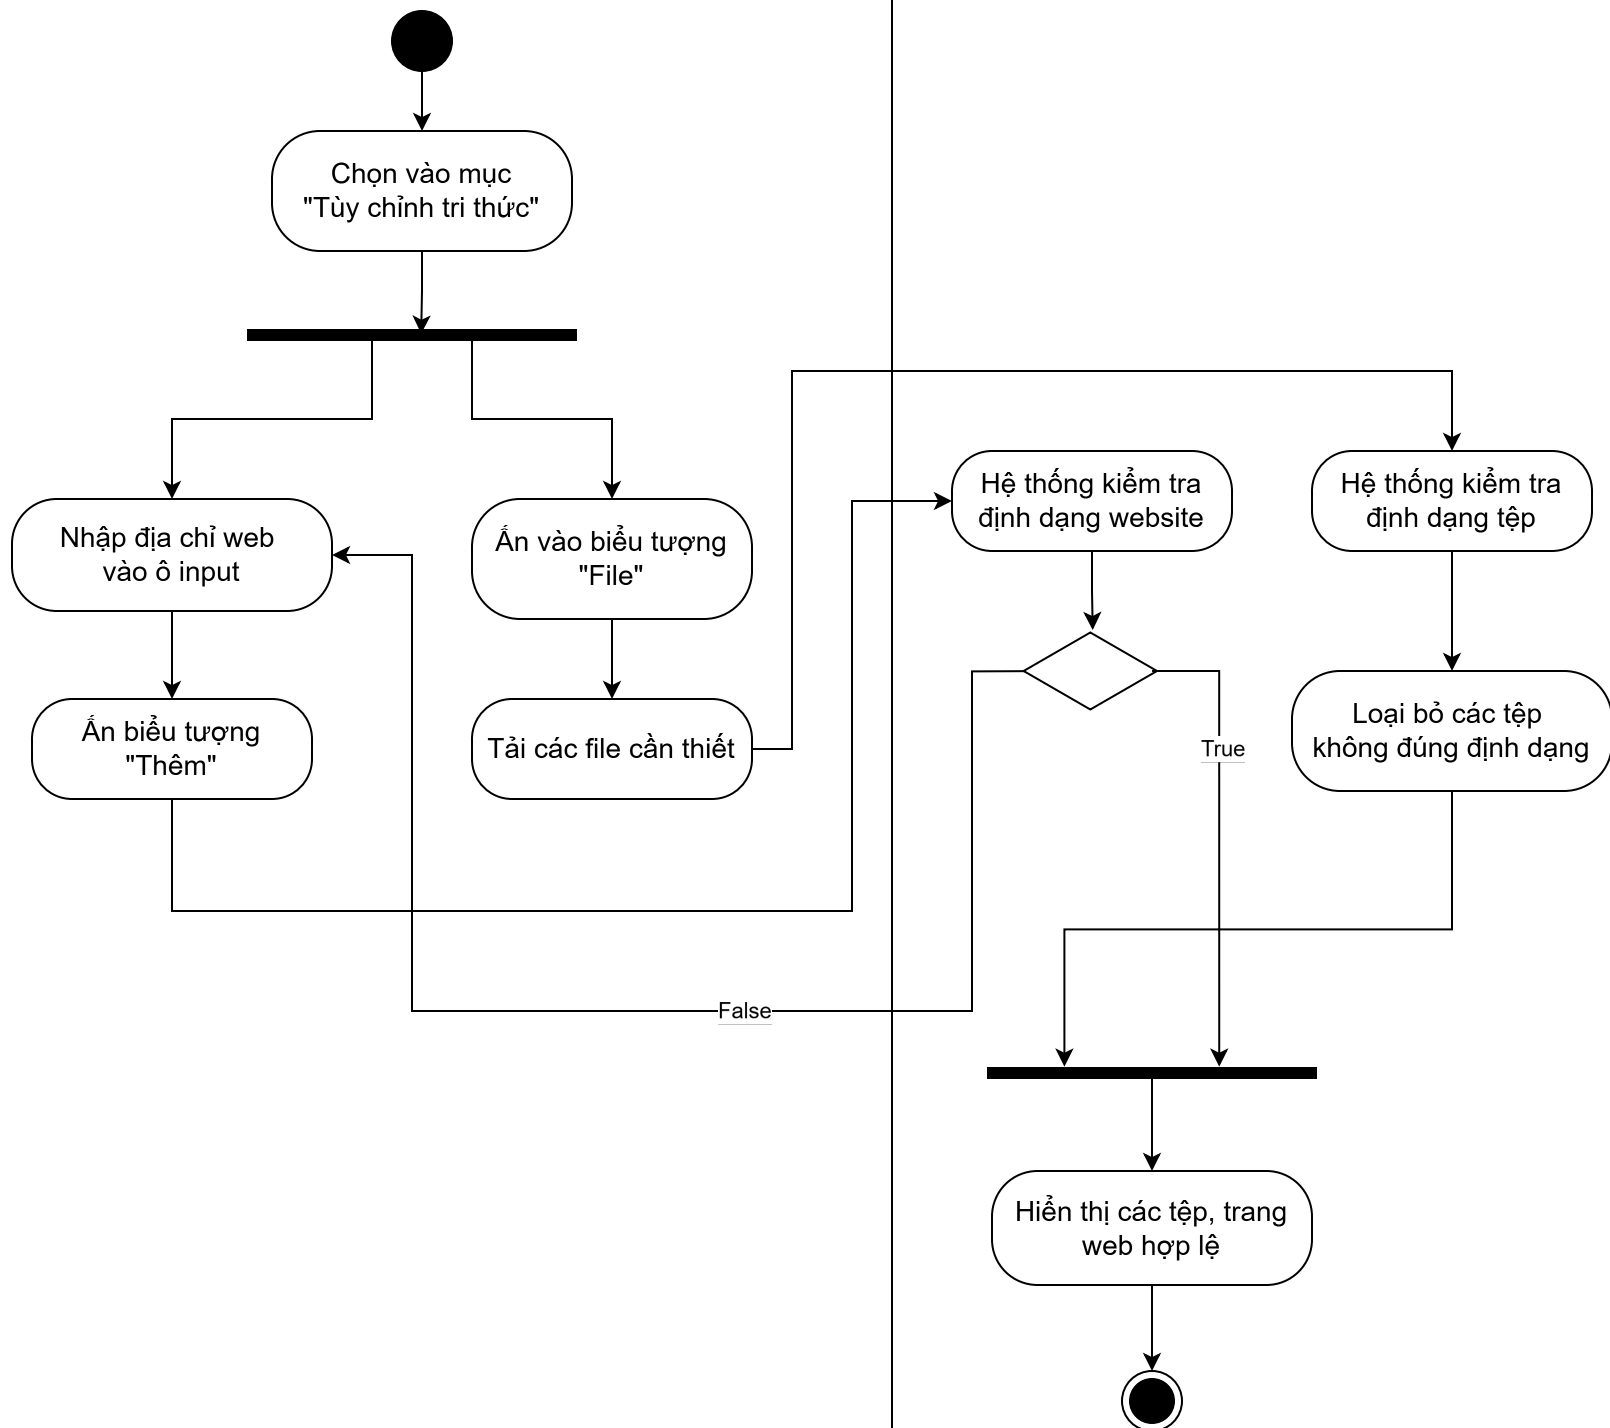 Chọn vào mục
"Tùy chỉnh tri thức"
Nhập địa chỉ web
vào ô input
Ấn vào biểu tượng
"File"
Hệ thống kiểm tra
định dạng website
Hệ thống kiểm tra
định dạng tệp
Ấn biểu tượng
"Thêm"
Tải các file cần thiết
True
Loại bỏ các tệp
không đúng định dạng
False
Hiển thị các tệp, trang
web hợp lệ